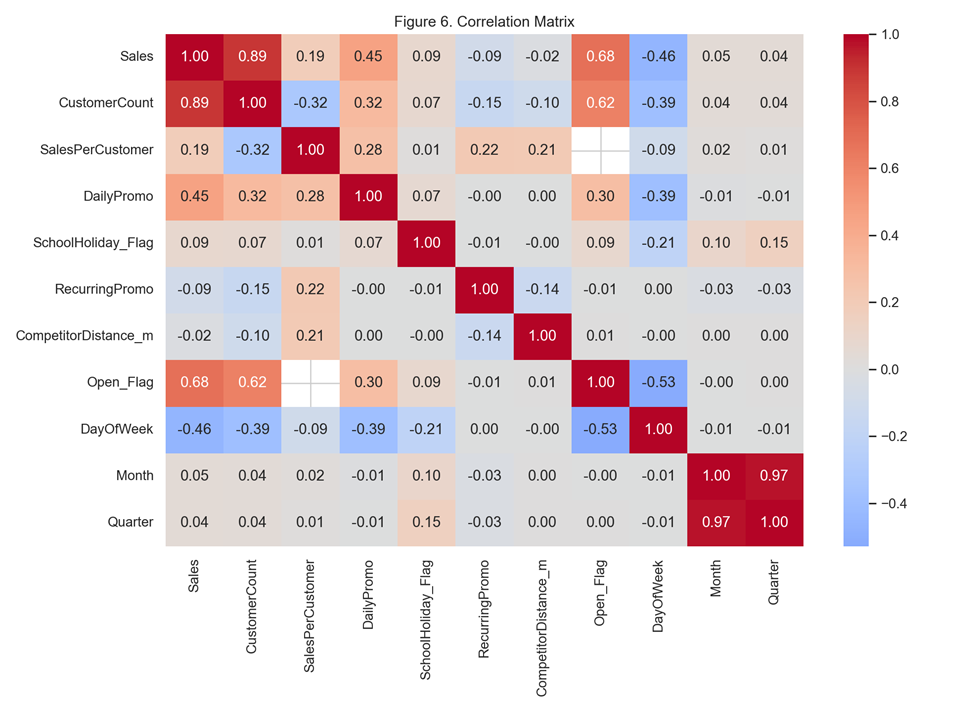 Figure 6. Correlation Matrix
Sales 1.00 0.89 0.19 0.45 0.09 -0.09 -0.02 0.68 -0.46 0.05 0.04
CustomerCount 0.89 1.00 -0.32 0.32 0.07 -0.15 -0.10 0.62 -0.39 0.04 0.04
SalesPerCustomer 0.19 -0.32 1.00 0.28 0.01 0.22 0.21 -0.09 0.02 0.01
DailyPromo 0.45 0.32 0.28 1.00 0.07 -0.00 0.00 0.30 -0.39 -0.01 -0.01
SchoolHoliday_Flag 0.09 0.07 0.01 0.07 1.00 -0.01 -0.00 0.09 -0.21 0.10 0.15
RecurringPromo -0.09 -0.15 0.22 -0.00 -0.01 1.00 -0.14 -0.01 0.00 -0.03 -0.03
CompetitorDistance_m -0.02 -0.10 0.21 0.00 -0.00 -0.14 1.00 0.01 -0.00 0.00 0.00
Open_Flag 0.68 0.62 0.30 0.09 -0.01 0.01 1.00 -0.53 -0.00 0.00
DayOfWeek -0.46 -0.39 -0.09 -0.39 -0.21 0.00 -0.00 -0.53 1.00 -0.01 -0.01
Month 0.05 0.04 0.02 -0.01 0.10 -0.03 0.00 -0.00 -0.01 1.00 0.97
Quarter 0.04 0.04 0.01 -0.01 0.15 -0.03 0.00 0.00 -0.01 0.97 1.00
Sales
CustomerCount
SalesPerCustomer
DailyPromo
SchoolHoliday_Flag
RecurringPromo
CompetitorDistance_m
Open_Flag
DayOfWeek
Month
Quarter
1.0
0.8
0.6
0.4
0.2
0.0
−0.2
−0.4